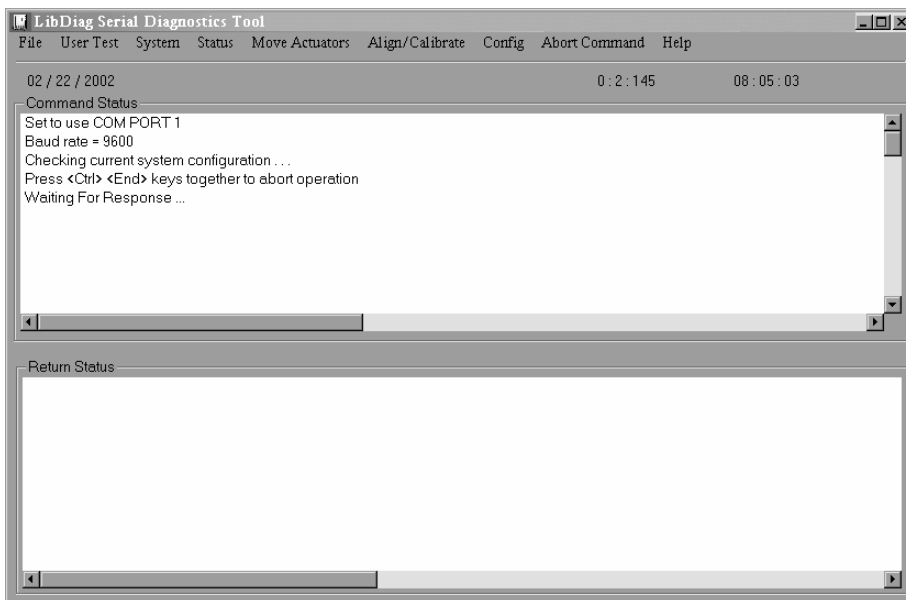 LibDiag Serial Diagnostics Tool
File User Test System Status Move Actuators Align/Calibrate Config Abort Command Help
02 / 22 / 2002 0 : 2 : 145 08 : 05 : 03
Command Status
Set to use COM PORT 1
Baud rate = 9600
Checking current system configuration . . .
Press <Ctrl> <End> keys together to abort operation
Waiting For Response ...
Return Status